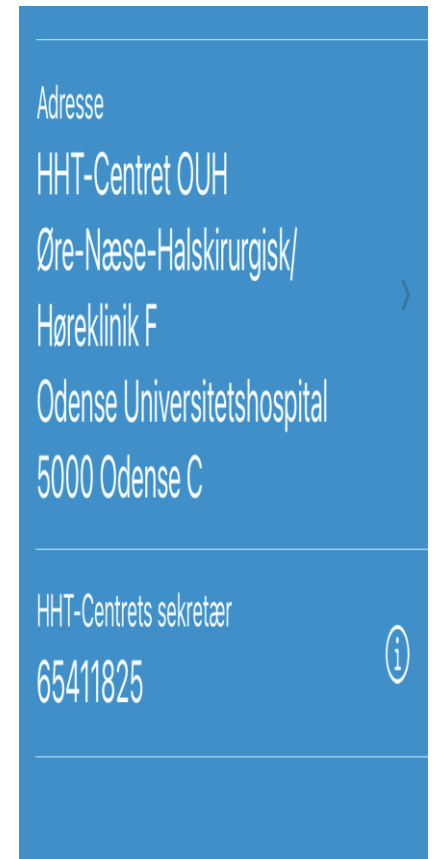 Adresse
HHT-Centret OUH
Øre-Næse-Halskirurgisk/
Høreklinik F
Odense Universitetshospital
5000 Odense C
HHT-Centrets sekretær
65411825